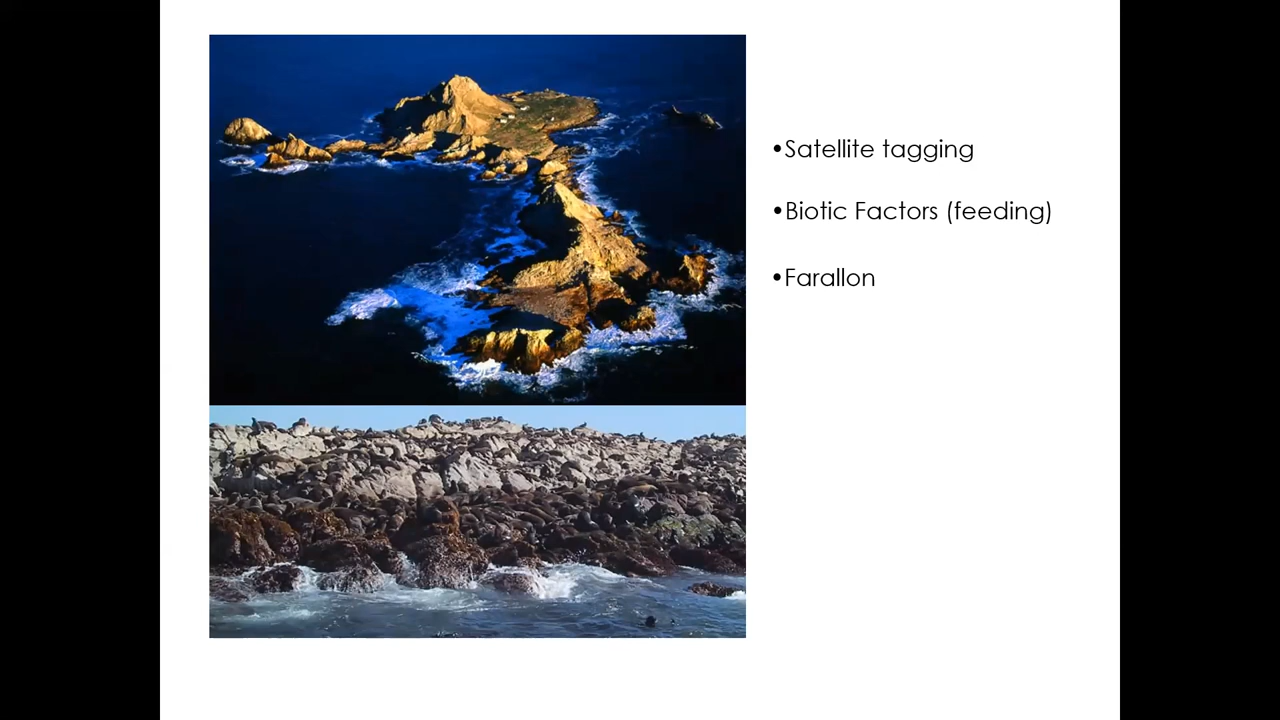 •Satellite tagging
•Biotic Factors (feeding)
•Farallon